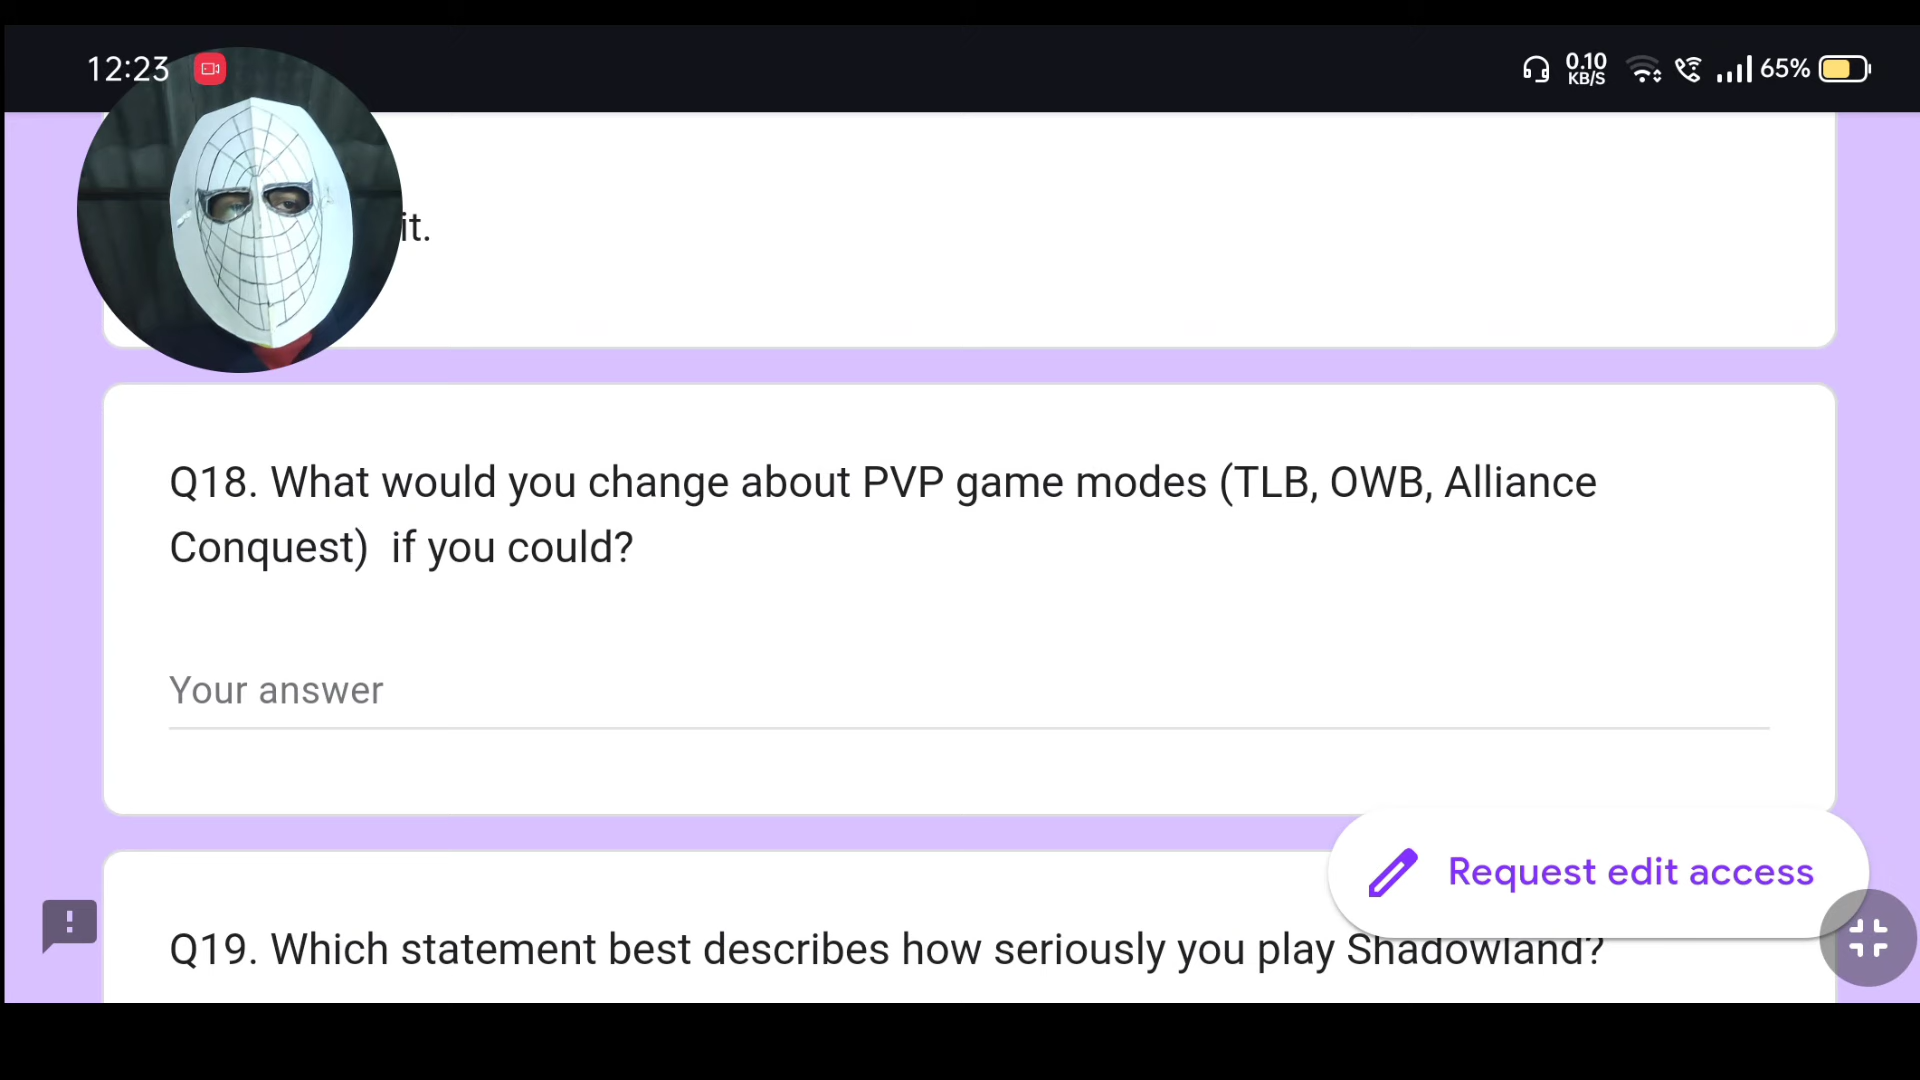 12:23
0.10
KB/S
65%
it.
Q18. What would you change about PVP game modes (TLB, OWB, Alliance
Conquest)  if you could?
Your answer
Request edit access
Q19. Which statement best describes how seriously you play Shadowland?